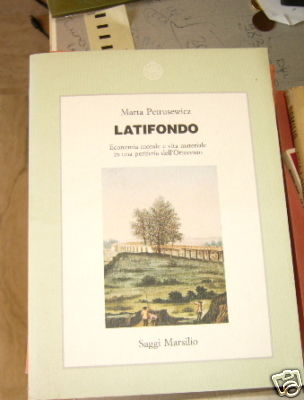 Marta Petrusewicz
LATIFONDO
Economia morale e vita materiale
in una periferia dell'Ottocento
Saggi Marsilio